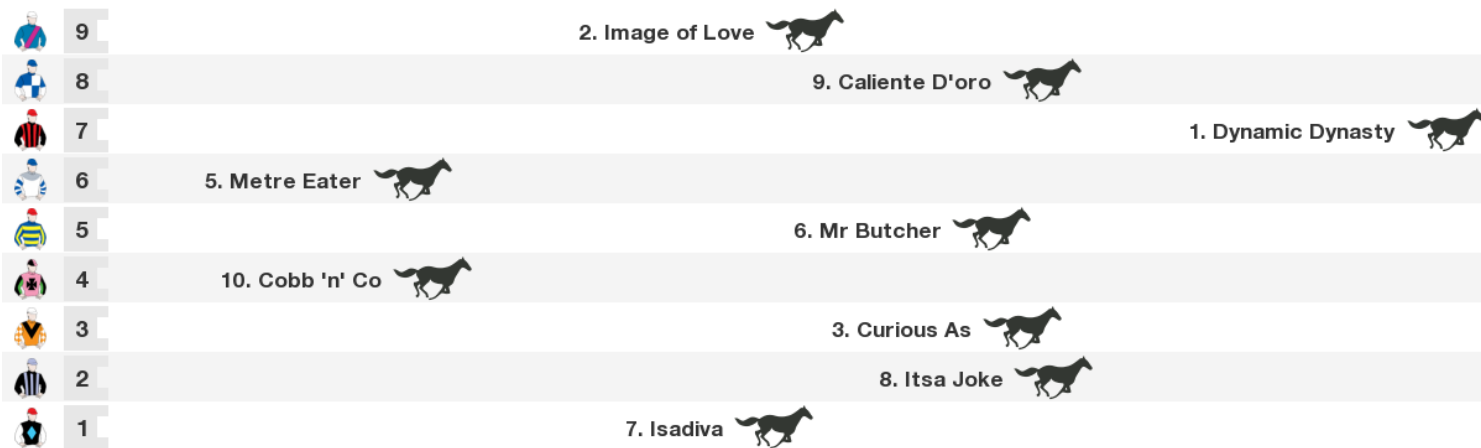 9 2. Image of Love
8 9. Caliente D'oro
7 1. Dynamic Dynasty
6 5. Metre Eater
5 6. Mr Butcher
4 10. Cobb 'n' Co
3 3. Curious As
2 8. Itsa Joke
1 7. Isadiva